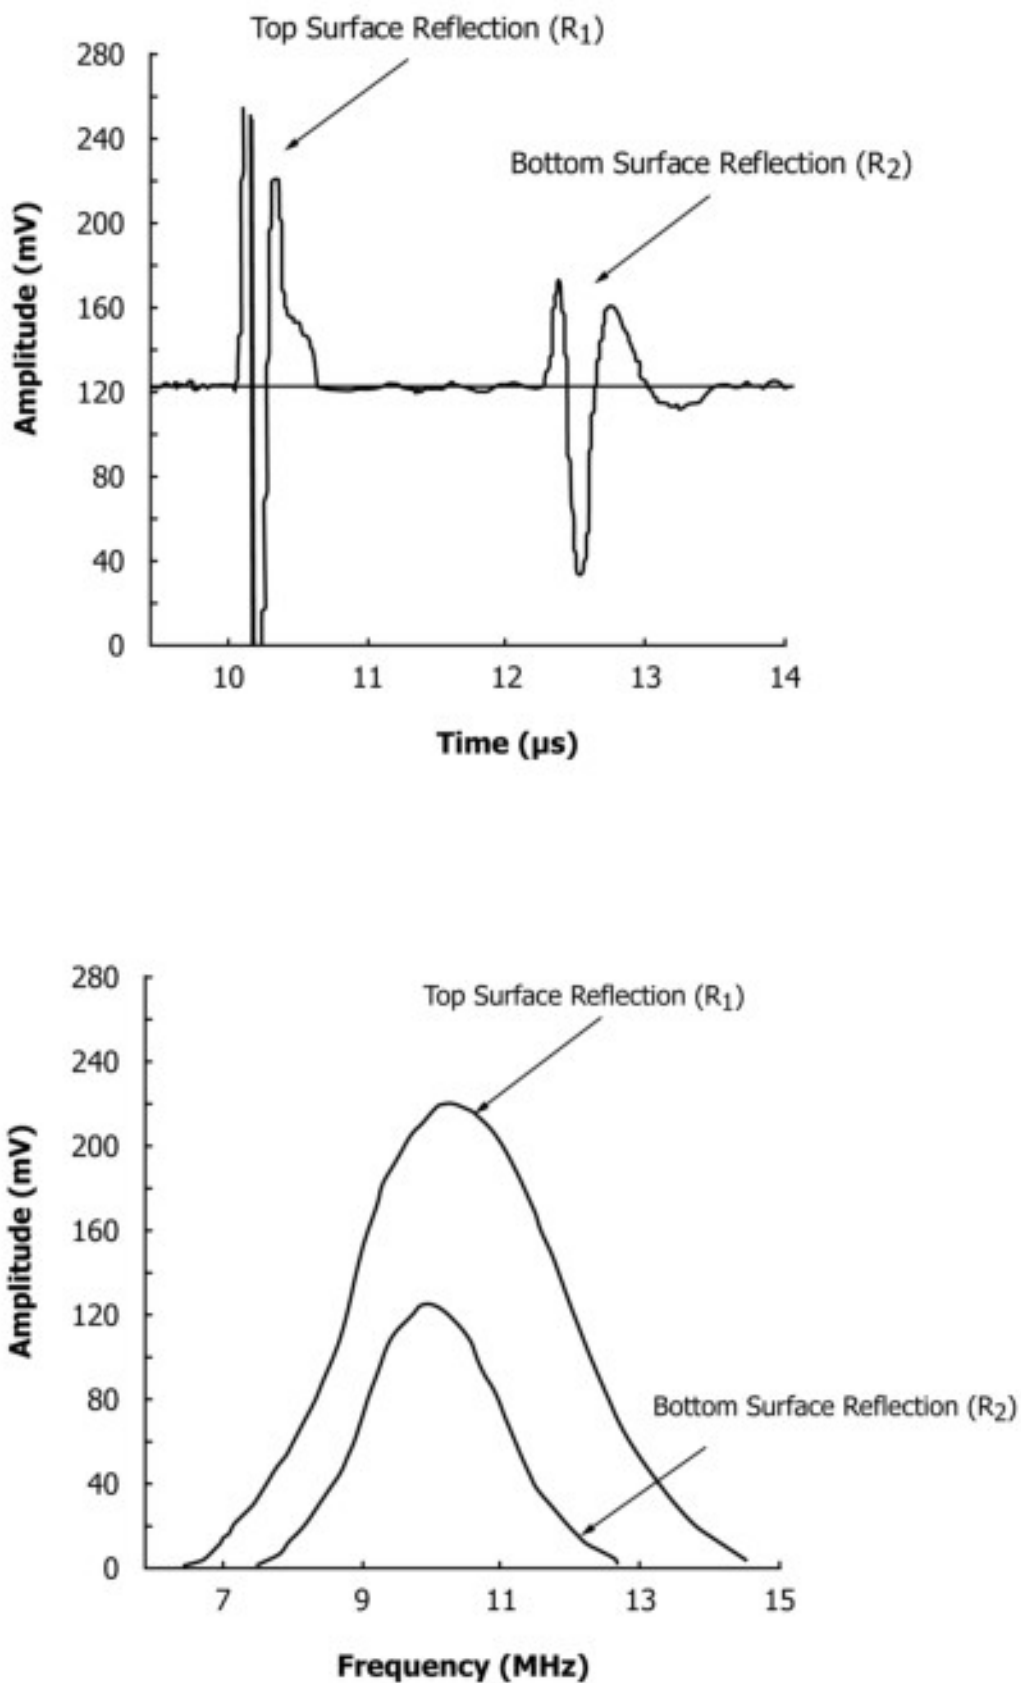 Top Surface Reflection (R1)
280
240
Bottom Surface Reflection (R2)
200
160
120
80
40
0
Amplitude (mV)
10 11 12 13 14
Time (µs)
280
Top Surface Reflection (R1)
240
200
160
120
80
Bottom Surface Reflection (R2)
40
0
Amplitude (mV)
7 9 11 13 15
Frequency (MHz)